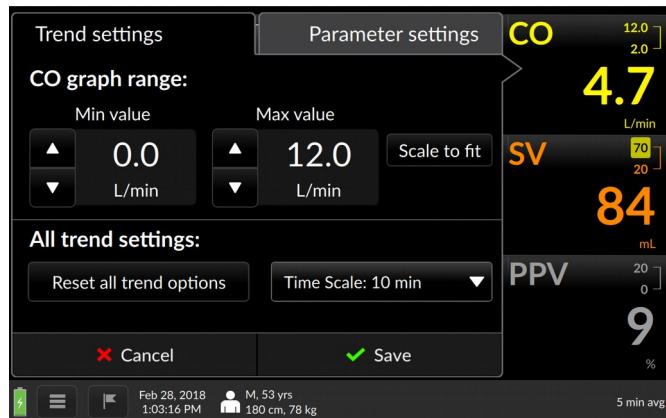 Trend settings
Parameter settings
CO graph range:
Min value
Max value
0.0
L/min
12.0
L/min
Scale to fit
All trend settings:
Reset all trend options
Time Scale: 10 min
Cancel
Save
CO
12.0
2.0
4.7
L/min
SV
70
20
84
mL
PPV
20
0
9
%
Feb 28, 2018
1:03:16 PM
M, 53 yrs
180 cm, 78 kg
5 min avg